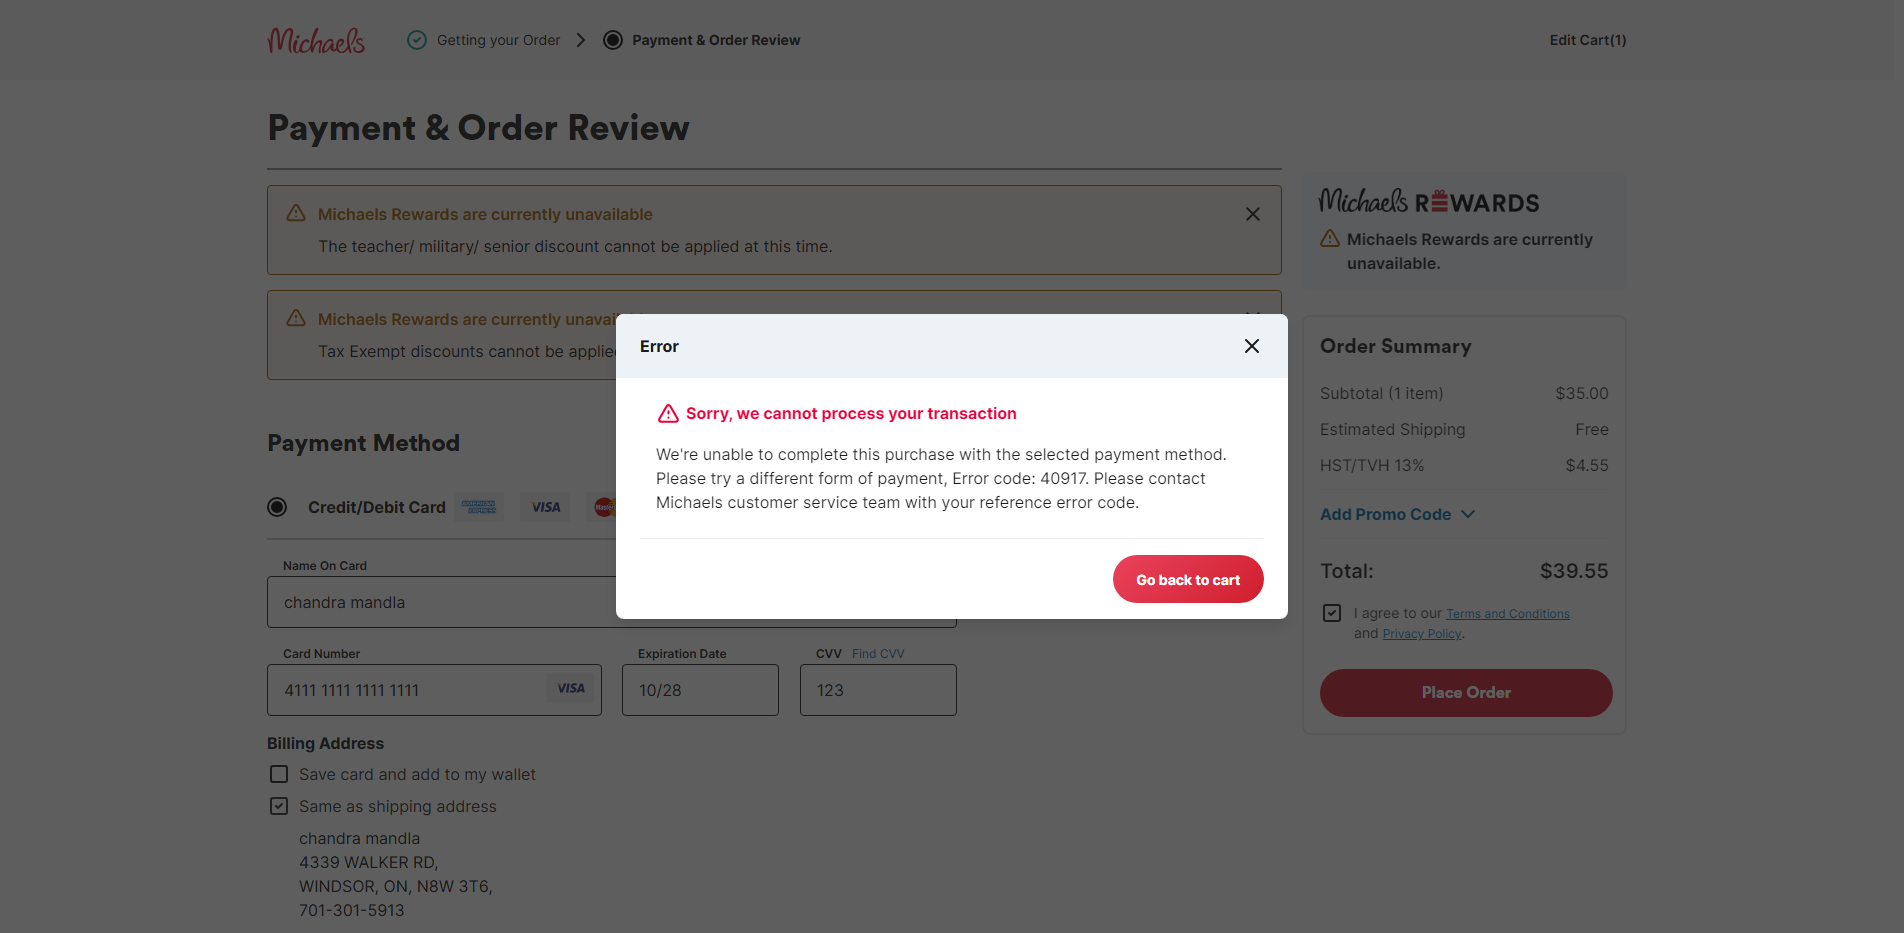 Michaels
Getting your Order
Payment & Order Review
Edit Cart(1)
Payment & Order Review
Michaels Rewards are currently unavailable
The teacher/ military/ senior discount cannot be applied at this time.
Michaels Rewards are currently unavai
Tax Exempt discounts cannot be applie
Michaels REWARDS
Michaels Rewards are currently
unavailable.
Error
Sorry, we cannot process your transaction
We're unable to complete this purchase with the selected payment method.
Please try a different form of payment, Error code: 40917. Please contact
Michaels customer service team with your reference error code.
Go back to cart
Payment Method
Credit/Debit Card
AMERICAN
EXPRESS
VISA
Name On Card
chandra mandla
Card Number
4111 1111 1111 1111
VISA
Expiration Date
10/28
CVV Find CVV
123
Billing Address
Save card and add to my wallet
Same as shipping address
chandra mandla
4339 WALKER RD,
WINDSOR, ON, N8W 3T6,
701-301-5913
Order Summary
Subtotal (1 item) $35.00
Estimated Shipping Free
HST/TVH 13% $4.55
Add Promo Code
Total: $39.55
I agree to our Terms and Conditions
and Privacy Policy.
Place Order